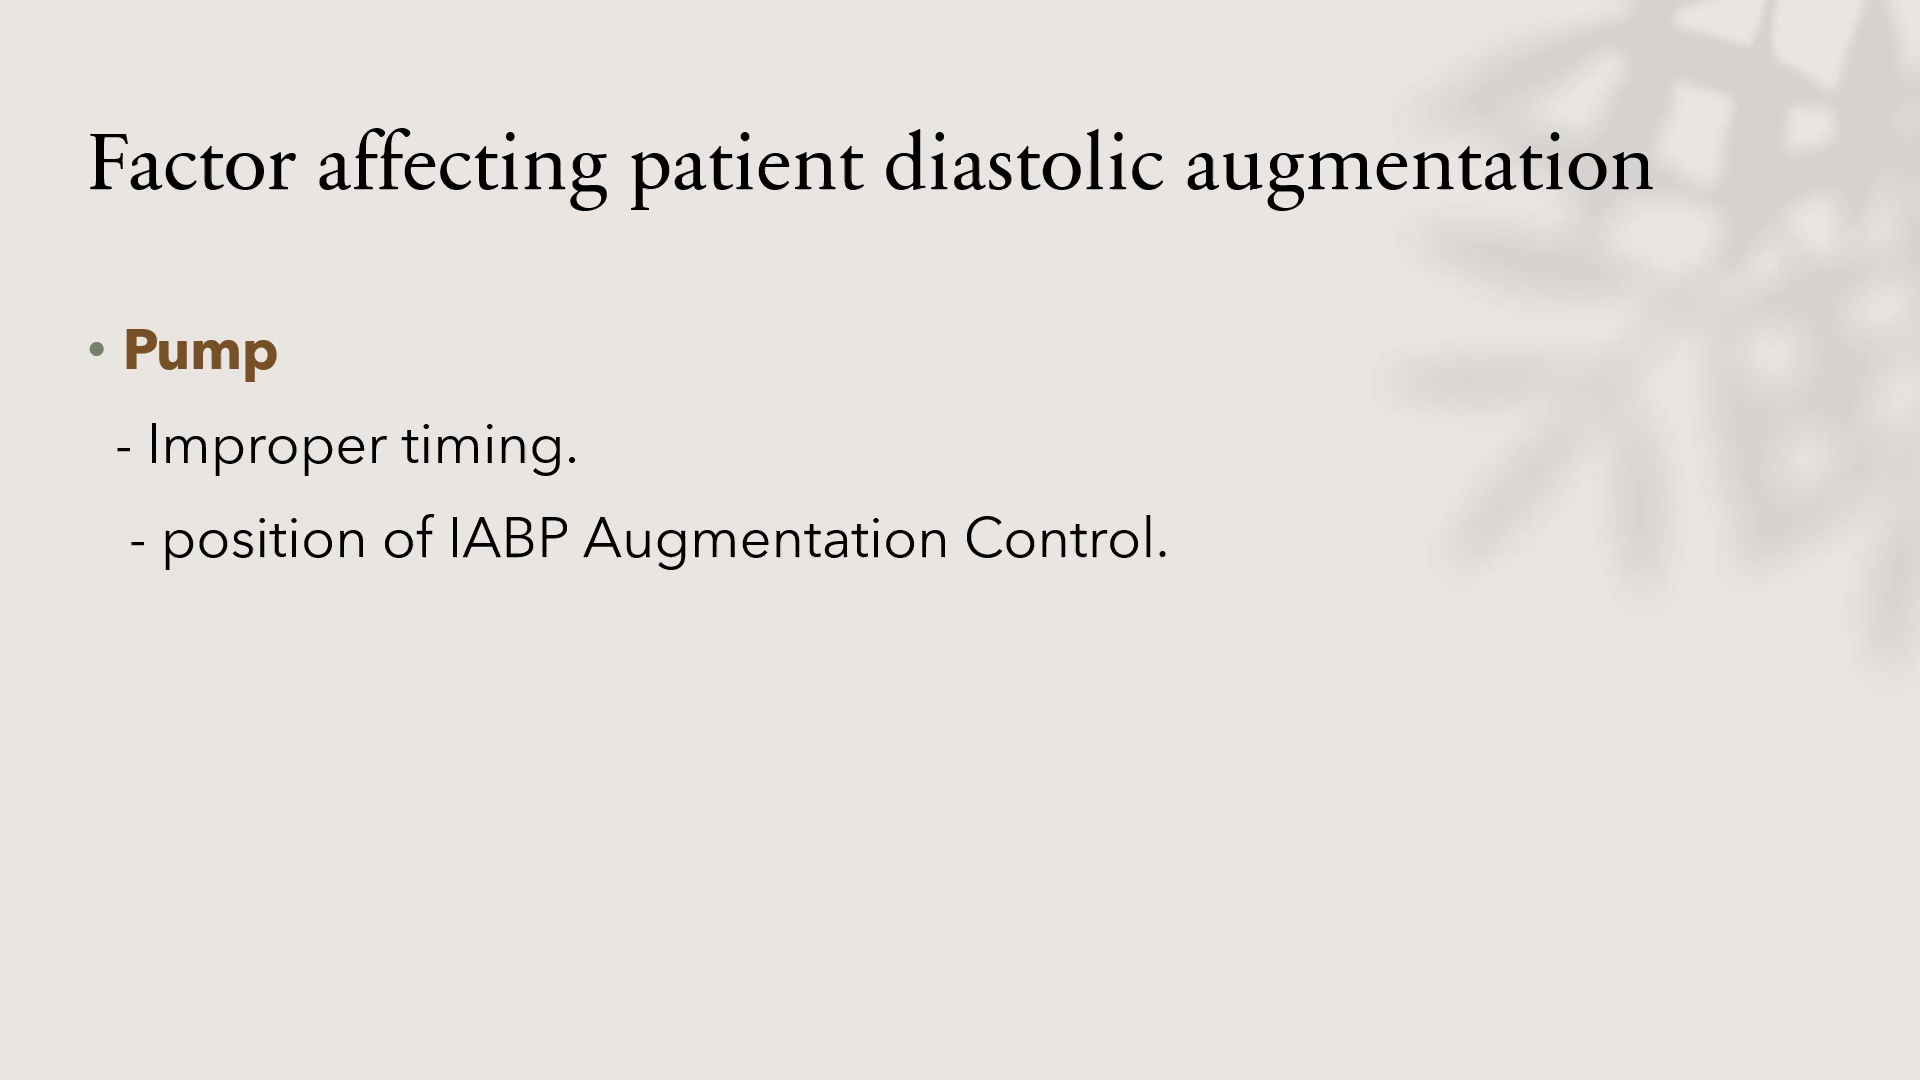 Factor affecting patient diastolic augmentation
• Pump
- Improper timing.
- position of IABP Augmentation Control.